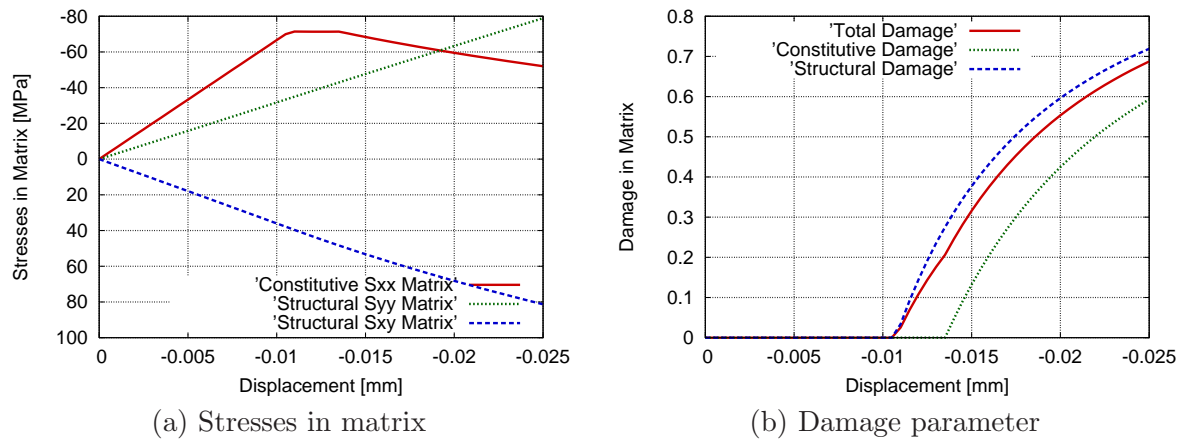 -80
-60
-40
-20
0
20
40
60
80
100
0 -0.005 -0.01 -0.015 -0.02 -0.025
Stresses in Matrix [MPa]
Displacement [mm]
'Constitutive Sxx Matrix'
'Structural Syy Matrix'
'Structural Sxy Matrix'
(a) Stresses in matrix
0.8
0.7
0.6
0.5
0.4
0.3
0.2
0.1
0
0 -0.005 -0.01 -0.015 -0.02 -0.025
Damage in Matrix
Displacement [mm]
'Total Damage'
'Constitutive Damage'
'Structural Damage'
(b) Damage parameter